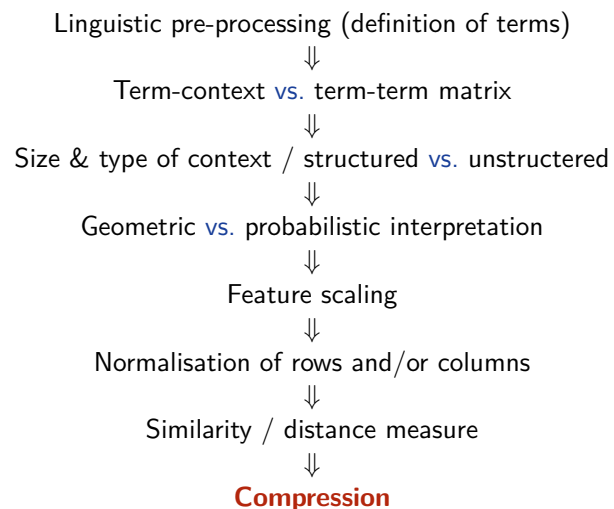 Linguistic pre-processing (definition of terms)
⇓
Term-context vs. term-term matrix
⇓
Size & type of context / structured vs. unstructered
⇓
Geometric vs. probabilistic interpretation
⇓
Feature scaling
⇓
Normalisation of rows and/or columns
⇓
Similarity / distance measure
⇓
Compression